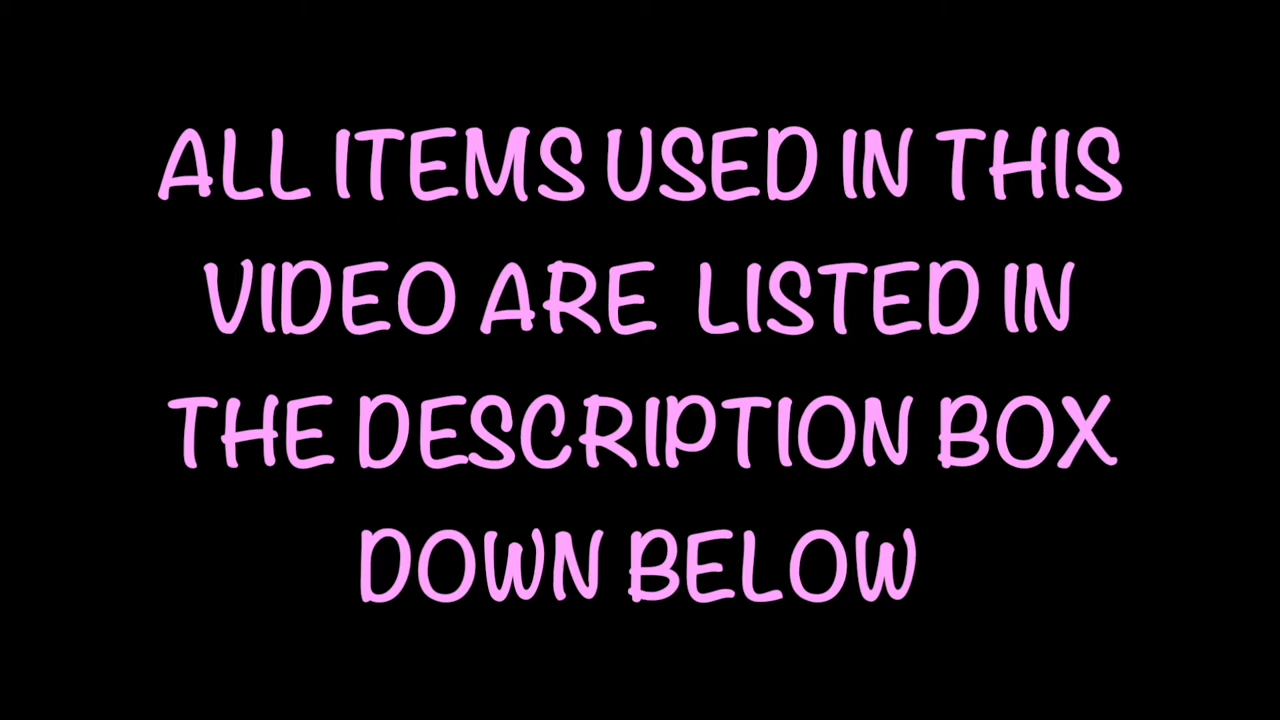 ALL ITEMS USED IN THIS
VIDEO ARE LISTED IN
THE DESCRIPTION BOX
DOWN BELOW